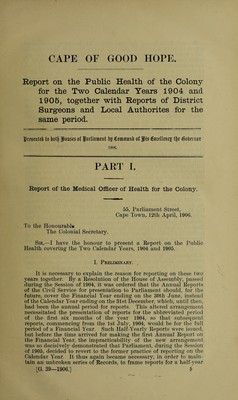 CAPE OF GOOD HOPE.
Report on the Public Health of the Colony
for the Two Calendar Years 1904 and
1905, together with Reports of District
Surgeons and Local Authorites for the
same period.
Presented to both Houses of Parliament by Command of His Excellency the Governor
1906.
PART I.
Report of the Medical Officer of Health for the Colony.
55, Parliament Street,
Cape Town, 12th April, 1906.
To the Honourable
The Colonial Secretary.
Sir,—I have the honour to present a Report on the Public
Health covering the Two Calendar Years, 1904 and 1905.
I. Preliminary.
It is necessary to explain the reason for reporting on these two
years together. By a Resolution of the House of Assembly, passed
during the Session of 1904, it was ordered that the Annual Reports
of the Civil Service for presentation to Parliament should, for the
future, cover the Financial Year ending on the 30th June, instead
of the Calendar Year ending on the 31st December, which, until then,
had been the annual period for reports. This altered arrangement
necessitated the presentation of reports for the abbreviated period
of the first six months of the year 1904, so that subsequent
reports, commencing from the 1st July, 1904, would be for the full
period of a Financial Year. Such Half-Yearly Reports were issued,
but before the time arrived for making the first Annual Report on
the Financial Year, the impracticability of the new arrangement
was so decisively demonstrated that Parliament, during the Session
of 1905, decided to revert to the former practice of reporting on the
Calendar Year. It thus again became necessary, in order to main-
tain an unbroken series of Records, to frame reports for a half year
[G. 39—1906.]